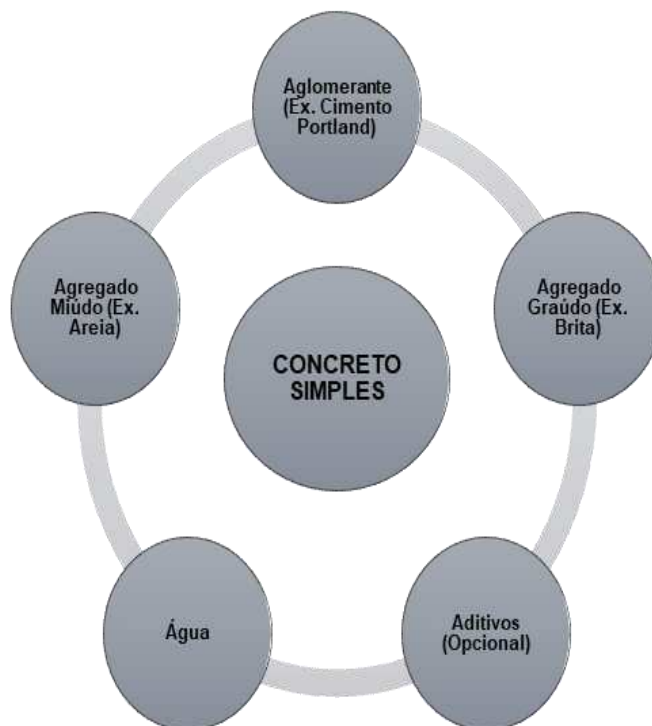 Aglomerante
(Ex. Cimento
Portland)
Agregado
Miúdo (Ex.
Areia)
Agregado
Graúdo (Ex.
Brita)
CONCRETO
SIMPLES
Água
Aditivos
(Opcional)